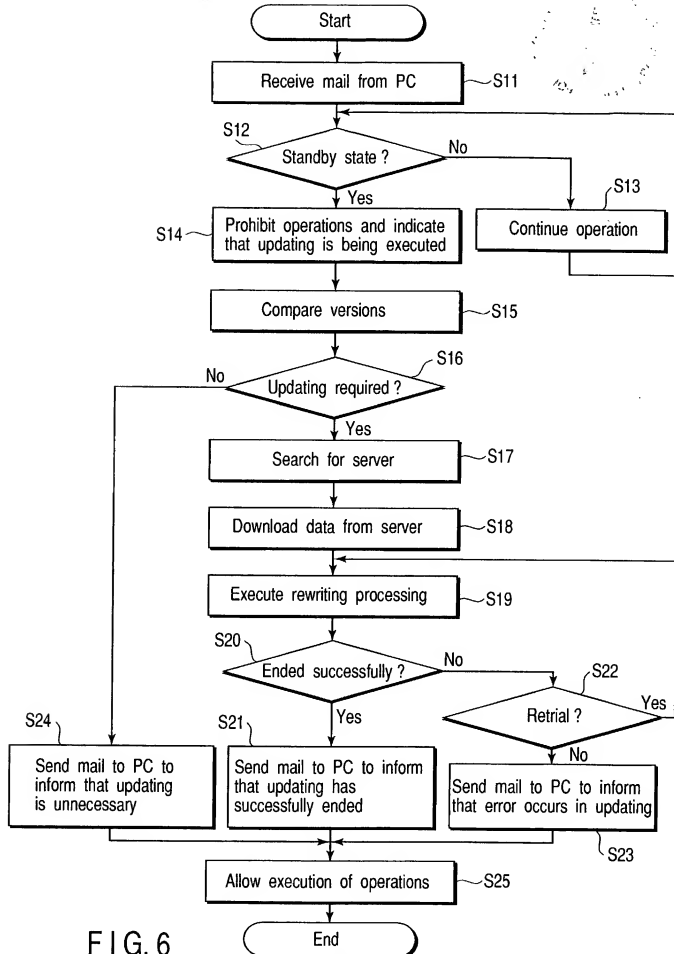 Start
Receive mail from PC
S11
S12
Standby state ?
No
Yes
S13
Continue operation
S14
Prohibit operations and indicate
that updating is being executed
Compare versions
S15
S16
No
Updating required ?
Yes
Search for server
S17
Download data from server
S18
Execute rewriting processing
S19
S20
Ended successfully ?
No
Yes
S22
Retrial ?
Yes
No
S24
Send mail to PC to
inform that updating
is unnecessary
S21
Send mail to PC to inform
that updating has
successfully ended
Send mail to PC to inform
that error occurs in updating
S23
Allow execution of operations
S25
End
FIG. 6